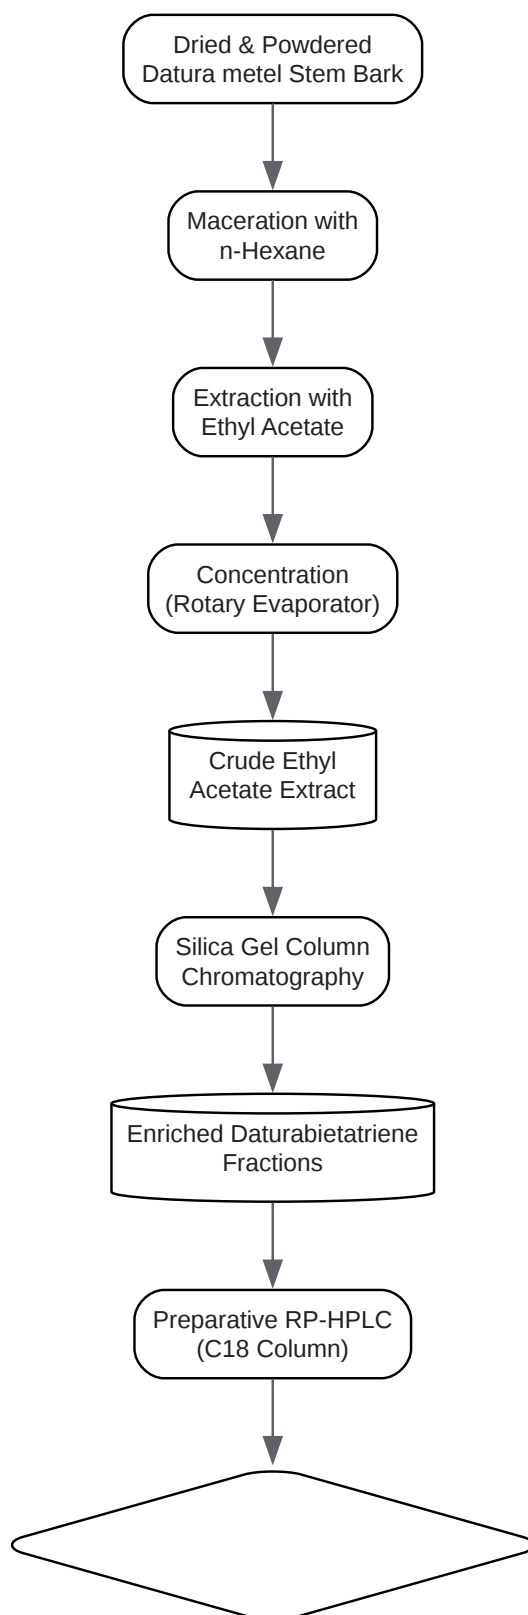 Dried & Powdered
Datura metel Stem Bark
Maceration with
n-Hexane
Extraction with
Ethyl Acetate
Concentration
(Rotary Evaporator)
Crude Ethyl
Acetate Extract
Silica Gel Column
Chromatography
Enriched Daturabietatriene
Fractions
Preparative RP-HPLC
(C18 Column)